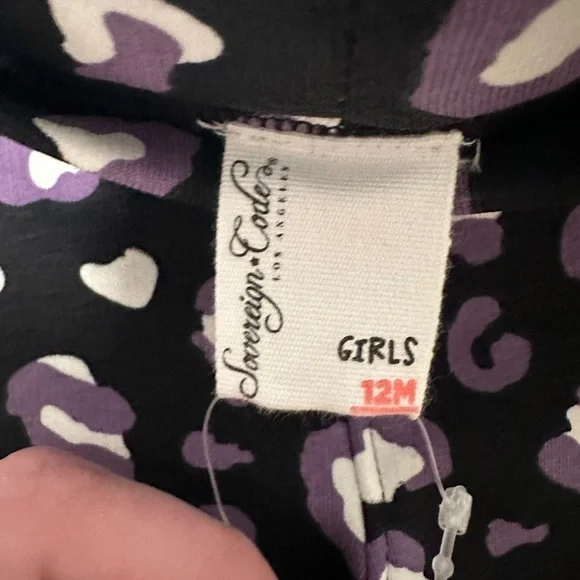 Sovereign★Code®
LOS ANGELES
GIRLS
12M